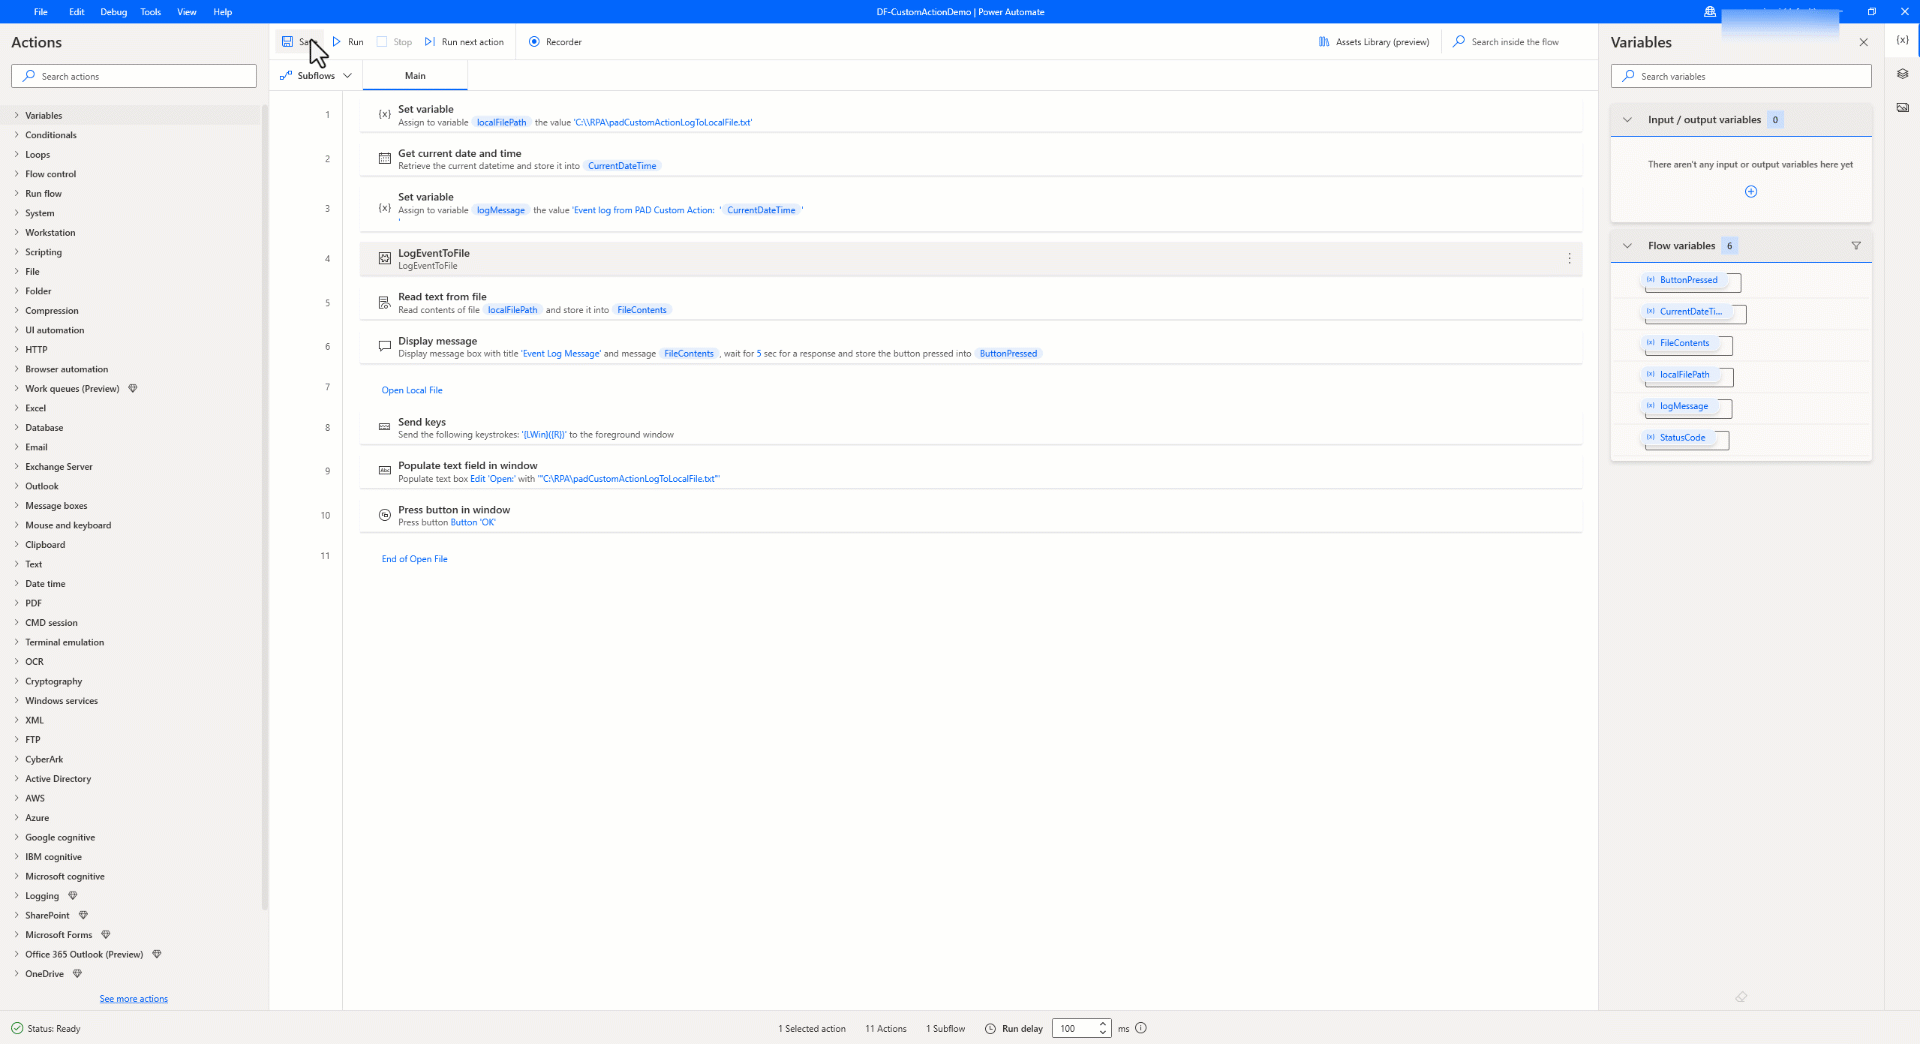 File Edit Debug Tools View Help
DF-CustomActionDemo | Power Automate
Actions
Search actions
Variables
Conditionals
Loops
Flow control
Run flow
System
Workstation
Scripting
File
Folder
Compression
UI automation
HTTP
Browser automation
Work queues (Preview)
Excel
Database
Email
Exchange Server
Outlook
Message boxes
Mouse and keyboard
Clipboard
Text
Date time
PDF
CMD session
Terminal emulation
OCR
Cryptography
Windows services
XML
FTP
CyberArk
Active Directory
AWS
Azure
Google cognitive
IBM cognitive
Microsoft cognitive
Logging
SharePoint
Microsoft Forms
Office 365 Outlook (Preview)
OneDrive
See more actions
Run Stop Run next action Recorder
Assets Library (preview) Search inside the flow
Subflows Main
1 Set variable
Assign to variable localFilePath the value 'C:\\RPA\padCustomActionLogToLocalFile.txt'
2 Get current date and time
Retrieve the current datetime and store it into CurrentDateTime
3 Set variable
Assign to variable logMessage the value 'Event log from PAD Custom Action: ' CurrentDateTime '
'
4 LogEventToFile
LogEventToFile
5 Read text from file
Read contents of file localFilePath and store it into FileContents
6 Display message
Display message box with title 'Event Log Message' and message FileContents , wait for 5 sec for a response and store the button pressed into ButtonPressed
7 Open Local File
8 Send keys
Send the following keystrokes: '{LWin}({R})' to the foreground window
9 Populate text field in window
Populate text box Edit 'Open:' with '"C:\RPA\padCustomActionLogToLocalFile.txt"'
10 Press button in window
Press button Button 'OK'
11 End of Open File
Variables
Search variables
Input / output variables 0
There aren't any input or output variables here yet
Flow variables 6
ButtonPressed
CurrentDateTi...
FileContents
localFilePath
logMessage
StatusCode
Status: Ready
1 Selected action 11 Actions 1 Subflow Run delay 100 ms